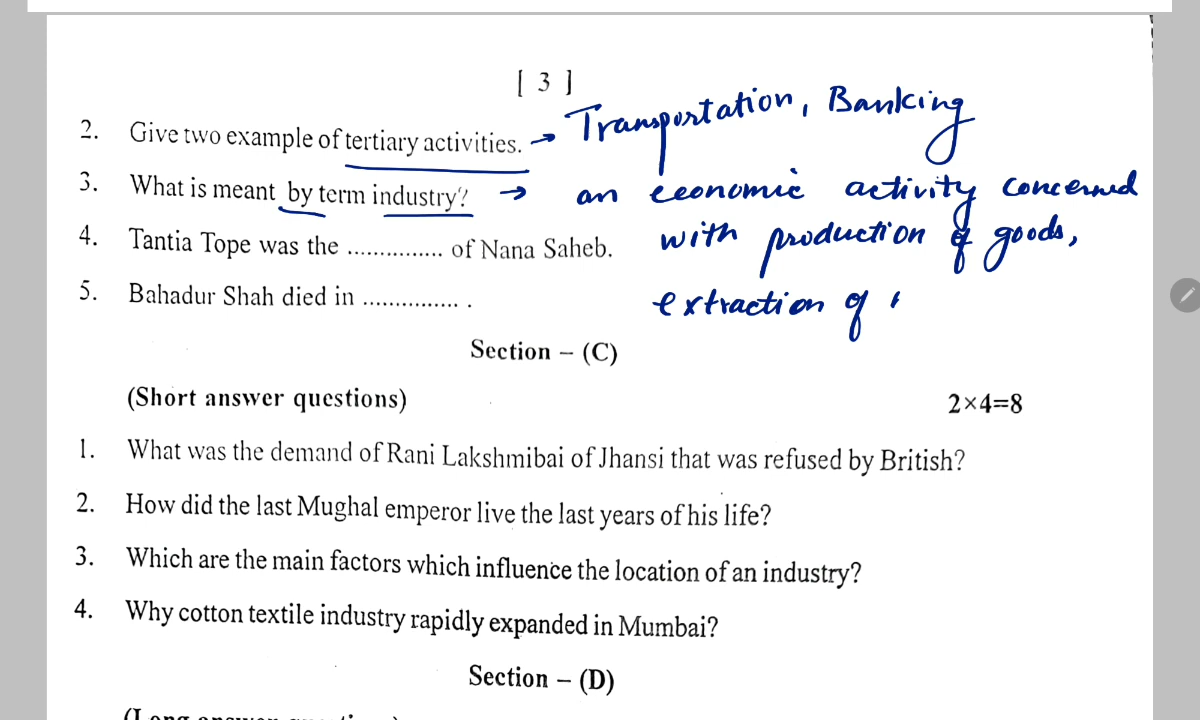 [ 3 ]
2. Give two example of tertiary activities. → Transportation, Banking
3. What is meant by term industry? → an economic activity concerned
with production of goods,
4. Tantia Tope was the ............... of Nana Saheb.
extraction of
5. Bahadur Shah died in ............... .
Section – (C)
(Short answer questions) 2×4=8
1. What was the demand of Rani Lakshmibai of Jhansi that was refused by British?
2. How did the last Mughal emperor live the last years of his life?
3. Which are the main factors which influence the location of an industry?
4. Why cotton textile industry rapidly expanded in Mumbai?
Section – (D)